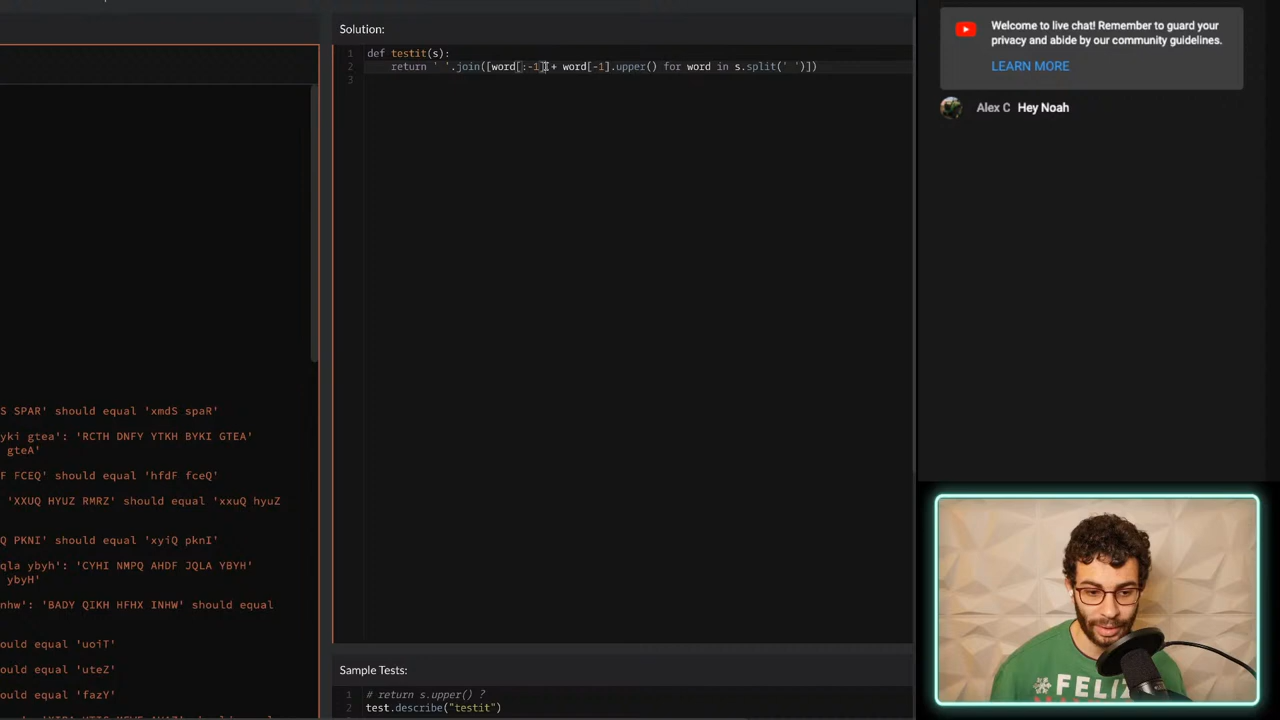 Solution:
1 def testit(s):
2 return ' '.join([word[:-1] + word[-1].upper() for word in s.split(' ')])
3
S SPAR' should equal 'xmdS spaR'
yki gtea': 'RCTH DNFY YTKH BYKI GTEA'
gteA'
F FCEQ' should equal 'hfdF fceQ'
'XXUQ HYUZ RMRZ' should equal 'xxuQ hyuZ
Q PKNI' should equal 'xyiQ pknI'
qla ybyh': 'CYHI NMPQ AHDF JQLA YBYH'
ybyH'
nhw': 'BADY QIKH HFHX INHW' should equal
ould equal 'uoiT'
ould equal 'uteZ'
ould equal 'fazY'
Sample Tests:
1 # return s.upper() ?
2 test.describe("testit")
Welcome to live chat! Remember to guard your
privacy and abide by our community guidelines.
LEARN MORE
Alex C Hey Noah
FELIZ